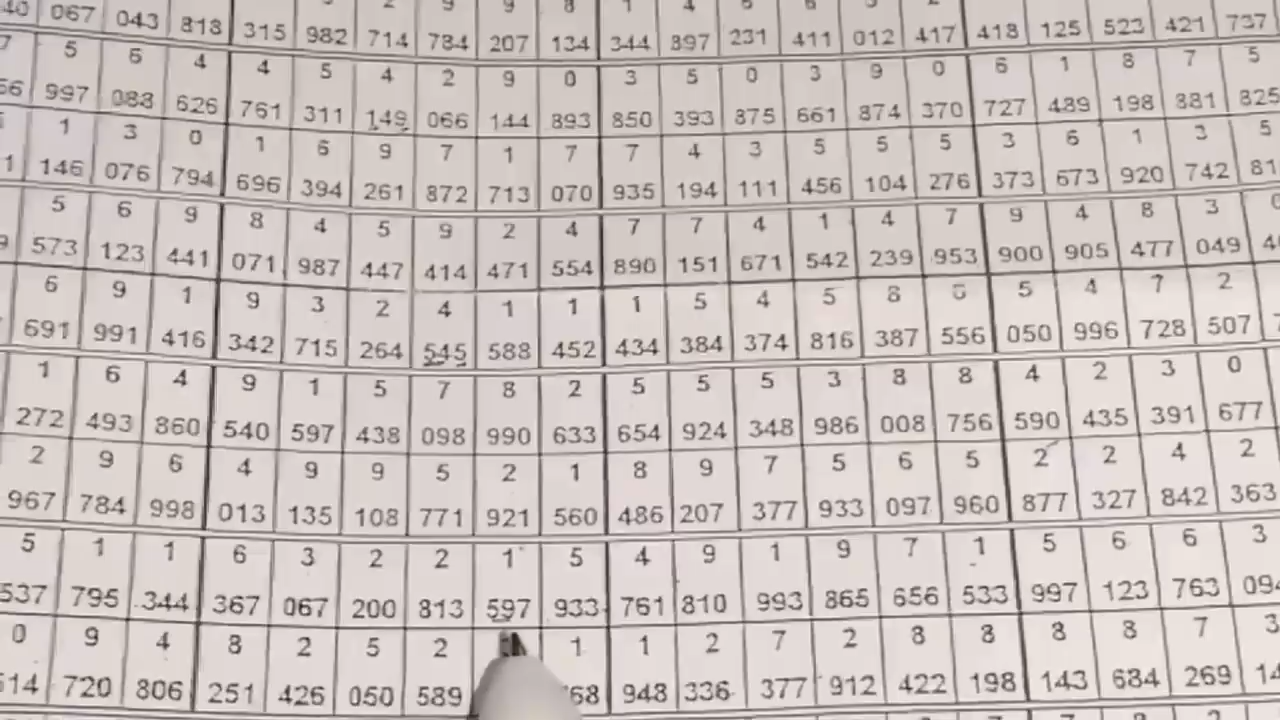 067 043 818 315 982 714 784 207 134 344 897 231 411 012 417 418 125 523 421 737
5 6 4 4 5 4 2 9 0 3 5 0 3 9 0 6 1 8 7 5
997 088 626 761 311 149 066 144 893 850 393 875 661 874 370 727 489 198 881 825
1 3 0 1 6 9 7 1 7 7 4 3 5 5 5 3 6 1 3 5
146 076 794 696 394 261 872 713 070 935 194 111 456 104 276 373 673 920 742 81
5 6 9 8 4 5 9 2 4 7 7 4 1 4 7 9 4 8 3
573 123 441 071 987 447 414 471 554 890 151 671 542 239 953 900 905 477 049
6 9 1 9 3 2 4 1 1 1 5 4 5 8 6 5 4 7 2
691 991 416 342 715 264 545 588 452 434 384 374 816 387 556 050 996 728 507
1 6 4 9 1 5 7 8 2 5 5 5 3 8 8 4 2 3 0
272 493 860 540 597 438 098 990 633 654 924 348 986 008 756 590 435 391 677
2 9 6 4 9 9 5 2 1 8 9 7 5 6 5 2 2 4 2
967 784 998 013 135 108 771 921 560 486 207 377 933 097 960 877 327 842 363
5 1 1 6 3 2 2 1 5 4 9 1 9 7 1 5 6 6 3
537 795 344 367 067 200 813 597 933 761 810 993 865 656 533 997 123 763 094
0 9 4 8 2 5 2 1 1 2 7 2 8 8 8 8 7 3
514 720 806 251 426 050 589 68 948 336 377 912 422 198 143 684 269 14